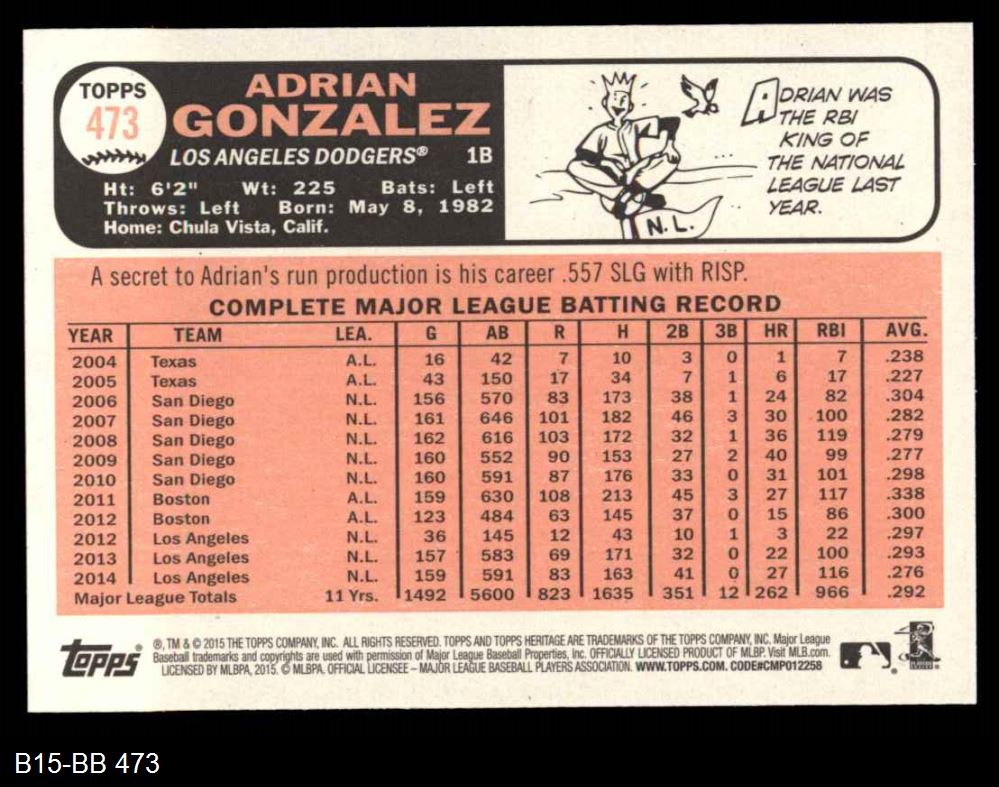 TOPPS
473
ADRIAN
GONZALEZ
LOS ANGELES DODGERS® 1B
Ht: 6'2" Wt: 225 Bats: Left
Throws: Left Born: May 8, 1982
Home: Chula Vista, Calif.
N.L.
ADRIAN WAS
THE RBI
KING OF
THE NATIONAL
LEAGUE LAST
YEAR.
A secret to Adrian's run production is his career .557 SLG with RISP.
COMPLETE MAJOR LEAGUE BATTING RECORD
YEAR TEAM LEA. G AB R H 2B 3B HR RBI AVG.
2004 Texas A.L. 16 42 7 10 3 0 1 7 .238
2005 Texas A.L. 43 150 17 34 7 1 6 17 .227
2006 San Diego N.L. 156 570 83 173 38 1 24 82 .304
2007 San Diego N.L. 161 646 101 182 46 3 30 100 .282
2008 San Diego N.L. 162 616 103 172 32 1 36 119 .279
2009 San Diego N.L. 160 552 90 153 27 2 40 99 .277
2010 San Diego N.L. 160 591 87 176 33 0 31 101 .298
2011 Boston A.L. 159 630 108 213 45 3 27 117 .338
2012 Boston A.L. 123 484 63 145 37 0 15 86 .300
2012 Los Angeles N.L. 36 145 12 43 10 1 3 22 .297
2013 Los Angeles N.L. 157 583 69 171 32 0 22 100 .293
2014 Los Angeles N.L. 159 591 83 163 41 0 27 116 .276
Major League Totals 11 Yrs. 1492 5600 823 1635 351 12 262 966 .292
topps®
®, TM & © 2015 THE TOPPS COMPANY, INC. ALL RIGHTS RESERVED. TOPPS AND TOPPS HERITAGE ARE TRADEMARKS OF THE TOPPS COMPANY, INC. Major League
Baseball trademarks and copyrights are used with permission of Major League Baseball Properties, Inc. OFFICIALLY LICENSED PRODUCT OF MLBP. Visit MLB.com.
LICENSED BY MLBPA, 2015. © MLBPA. OFFICIAL LICENSEE – MAJOR LEAGUE BASEBALL PLAYERS ASSOCIATION. WWW.TOPPS.COM. CODE#CMP012258
B15-BB 473